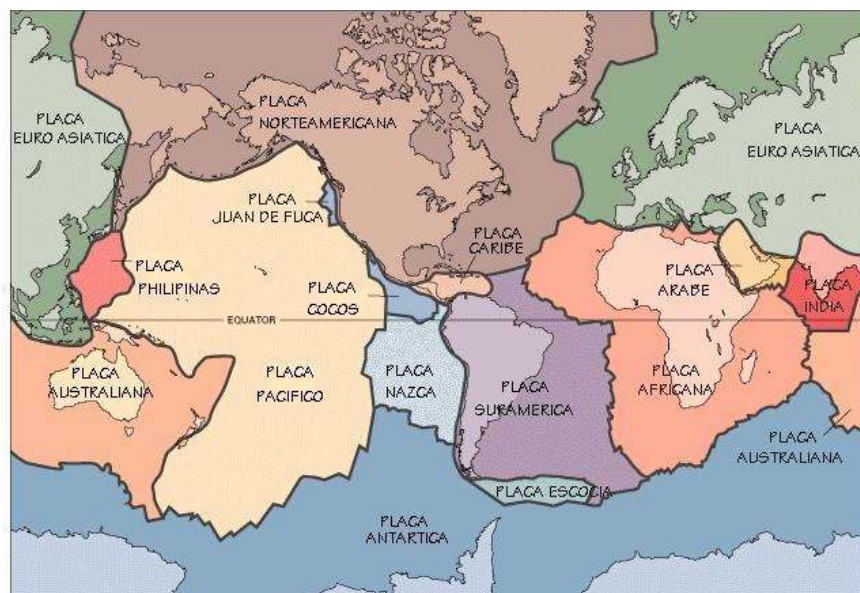 PLACA
EURO ASIATICA
PLACA
NORTEAMERICANA
PLACA
EURO ASIATICA
PLACA
JUAN DE FUCA
PLACA
CARIBE
PLACA
PHILIPINAS
PLACA
COCOS
PLACA
ARABE
PLACA
INDIA
EQUATOR
PLACA
AUSTRALIANA
PLACA
PACIFICO
PLACA
NAZCA
PLACA
SURAMERICA
PLACA
AFRICANA
PLACA
AUSTRALIANA
PLACA ESCOCIA
PLACA
ANTARTICA